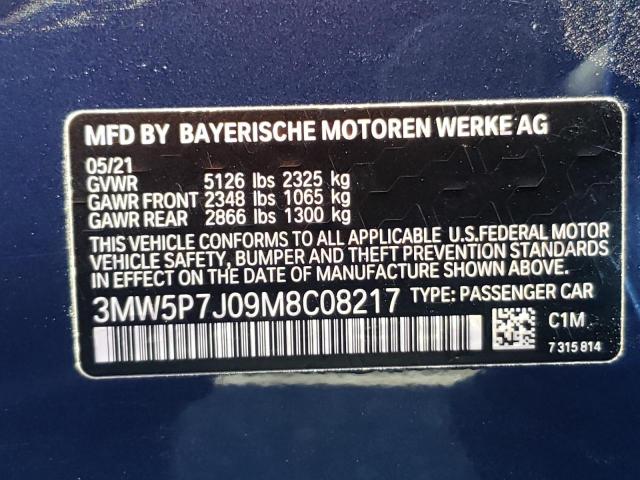 MFD BY BAYERISCHE MOTOREN WERKE AG
05/21
GVWR 5126 lbs 2325 kg
GAWR FRONT 2348 lbs 1065 kg
GAWR REAR 2866 lbs 1300 kg
THIS VEHICLE CONFORMS TO ALL APPLICABLE U.S.FEDERAL MOTOR
VEHICLE SAFETY, BUMPER AND THEFT PREVENTION STANDARDS
IN EFFECT ON THE DATE OF MANUFACTURE SHOWN ABOVE.
3MW5P7J09M8C08217 TYPE: PASSENGER CAR
C1M
7 315 814